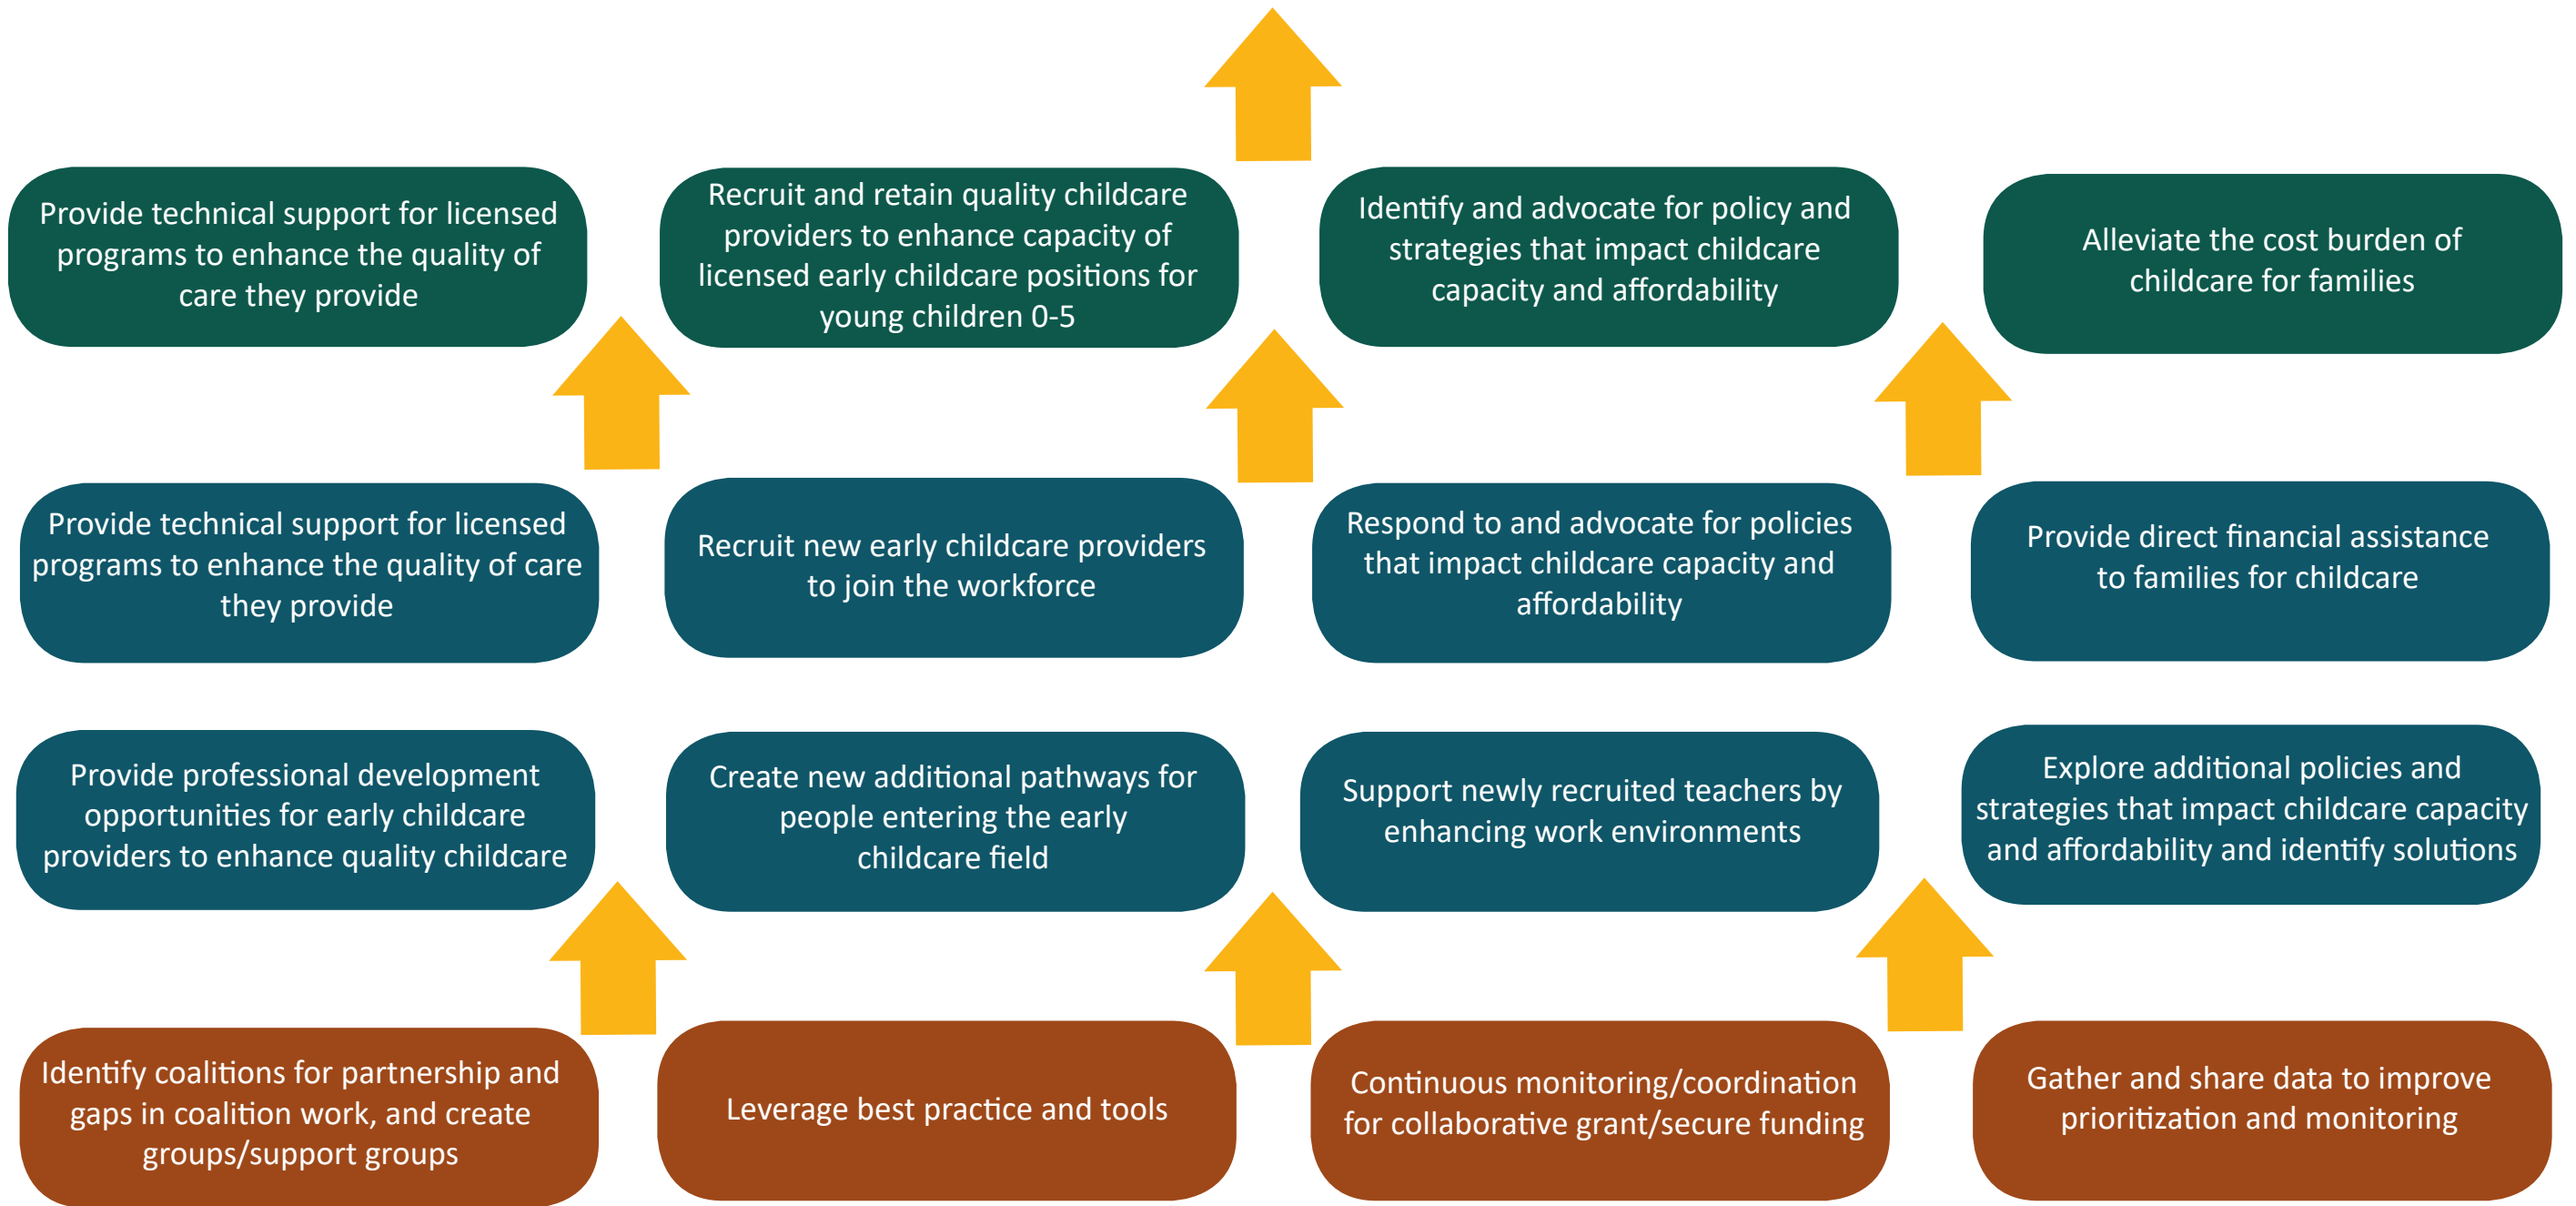 Provide technical support for licensed
programs to enhance the quality of
care they provide
Recruit and retain quality childcare
providers to enhance capacity of
licensed early childcare positions for
young children 0-5
Identify and advocate for policy and
strategies that impact childcare
capacity and affordability
Alleviate the cost burden of
childcare for families
Provide technical support for licensed
programs to enhance the quality of care
they provide
Recruit new early childcare providers
to join the workforce
Respond to and advocate for policies
that impact childcare capacity and
affordability
Provide direct financial assistance
to families for childcare
Provide professional development
opportunities for early childcare
providers to enhance quality childcare
Create new additional pathways for
people entering the early
childcare field
Support newly recruited teachers by
enhancing work environments
Explore additional policies and
strategies that impact childcare capacity
and affordability and identify solutions
Identify coalitions for partnership and
gaps in coalition work, and create
groups/support groups
Leverage best practice and tools
Continuous monitoring/coordination
for collaborative grant/secure funding
Gather and share data to improve
prioritization and monitoring